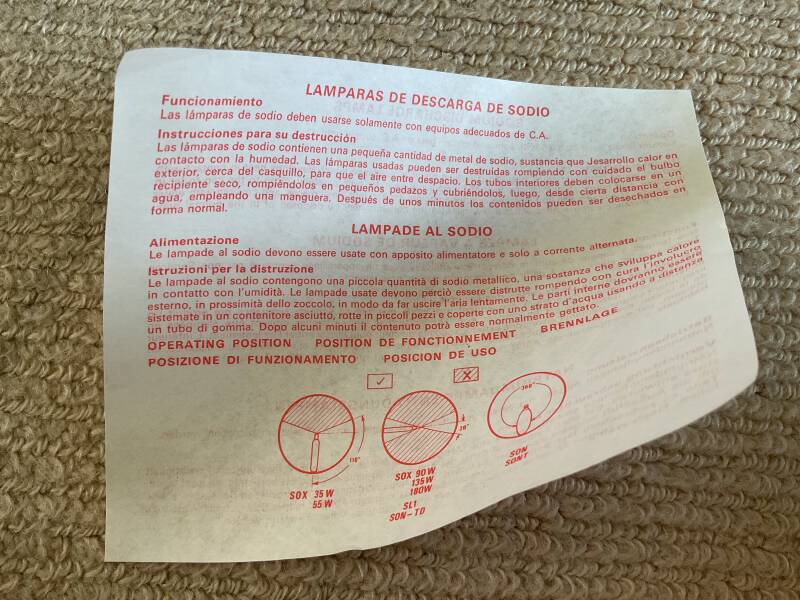 LAMPARAS DE DESCARGA DE SODIO
Funcionamiento
Las lámparas de sodio deben usarse solamente con equipos adecuados de C.A.
Instrucciones para su destrucción
Las lámparas de sodio contienen una pequeña cantidad de metal de sodio, sustancia que Jesarrollo calor en
contacto con la humedad. Las lámparas usadas pueden ser destruídas rompiendo con cuidado el bulbo
exterior, cerca del casquillo, para que el aire entre despacio. Los tubos interiores deben colocarse en un
recipiente seco, rompiéndolos en pequeños pedazos y cubriéndolos, luego, desde cierta distancia con
agua, empleando una manguera. Después de unos minutos los contenidos pueden ser desechados en
forma normal.
LAMPADE AL SODIO
Alimentazione
Le lampade al sodio devono essere usate con apposito alimentatore e solo a corrente alternata.
Istruzioni per la distruzione
Le lampade al sodio contengono una piccola quantità di sodio metallico, una sostanza che sviluppa calore
in contatto con l'umidità. Le lampade usate devono perciò essere distrutte rompendo con cura l'involucro
esterno, in prossimità dello zoccolo, in modo da far uscire l'aria lentamente. Le parti interne dovranno essere
sistemate in un contenitore asciutto, rotte in piccoli pezzi e coperte con uno strato d'acqua usando a distanza
un tubo di gomma. Dopo alcuni minuti il contenuto potrà essere normalmente gettato.
OPERATING POSITION POSITION DE FONCTIONNEMENT BRENNLAGE
POSIZIONE DI FUNZIONAMENTO POSICION DE USO
110°
20°
360°
SOX 35W
55W
SOX 90W
135W
180W
SLI
SON-TD
SON
SONT